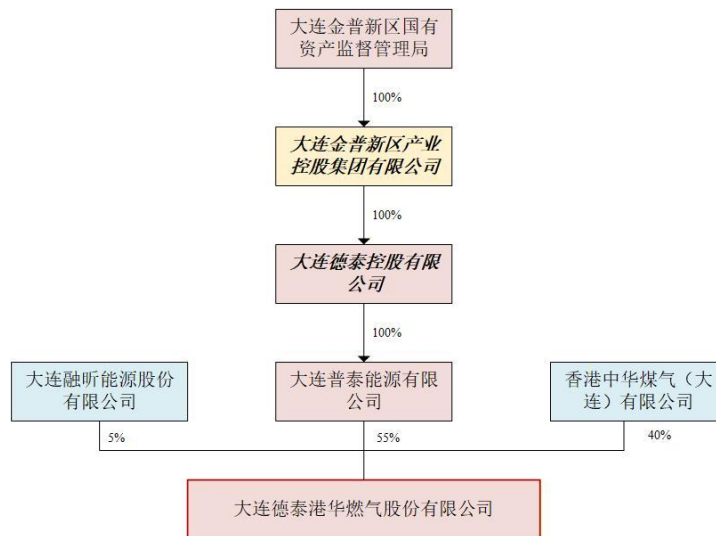 大连金普新区国有
资产监督管理局
100%
大连金普新区产业
控股集团有限公司
100%
大连德泰控股有限
公司
100%
大连融昕能源股份
有限公司
大连普泰能源有限
公司
香港中华煤气（大
连）有限公司
5%
55%
40%
大连德泰港华燃气股份有限公司